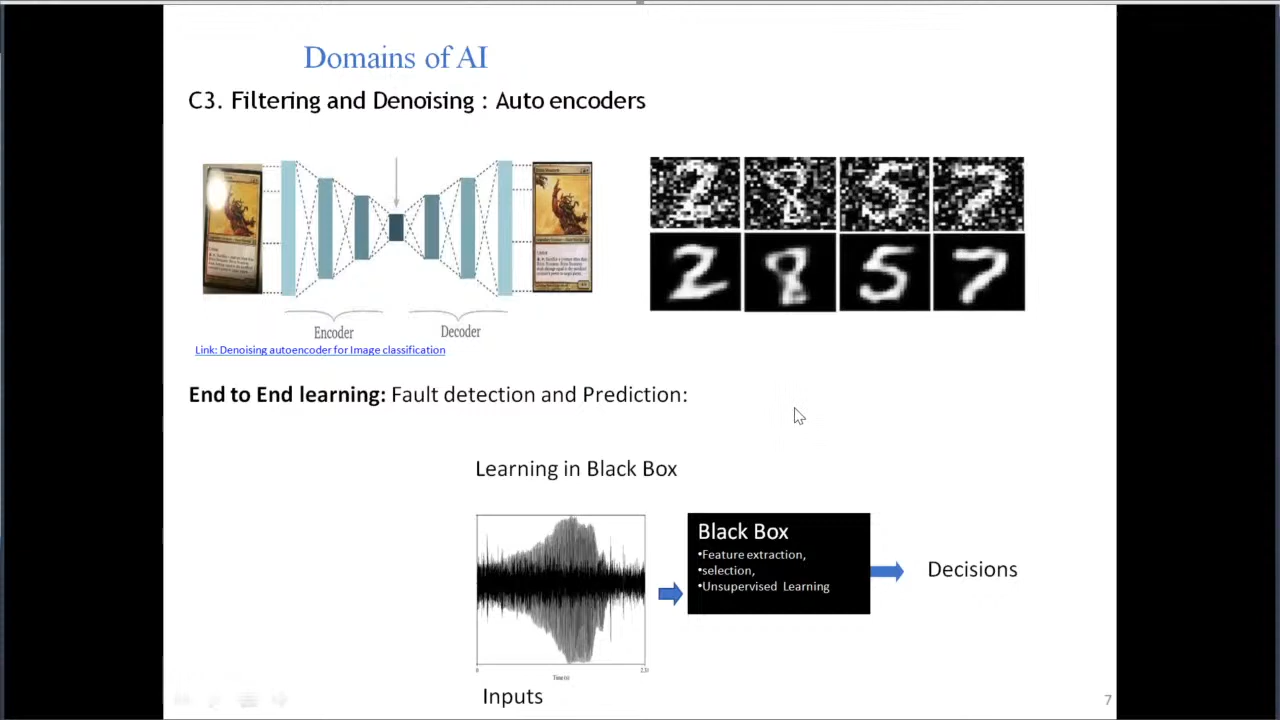 Domains of AI
C3. Filtering and Denoising : Auto encoders
Encoder
Decoder
Link: Denoising autoencoder for Image classification
End to End learning: Fault detection and Prediction:
Learning in Black Box
Black Box
•Feature extraction,
•selection,
•Unsupervised Learning
Decisions
0
Time (s)
Inputs
7